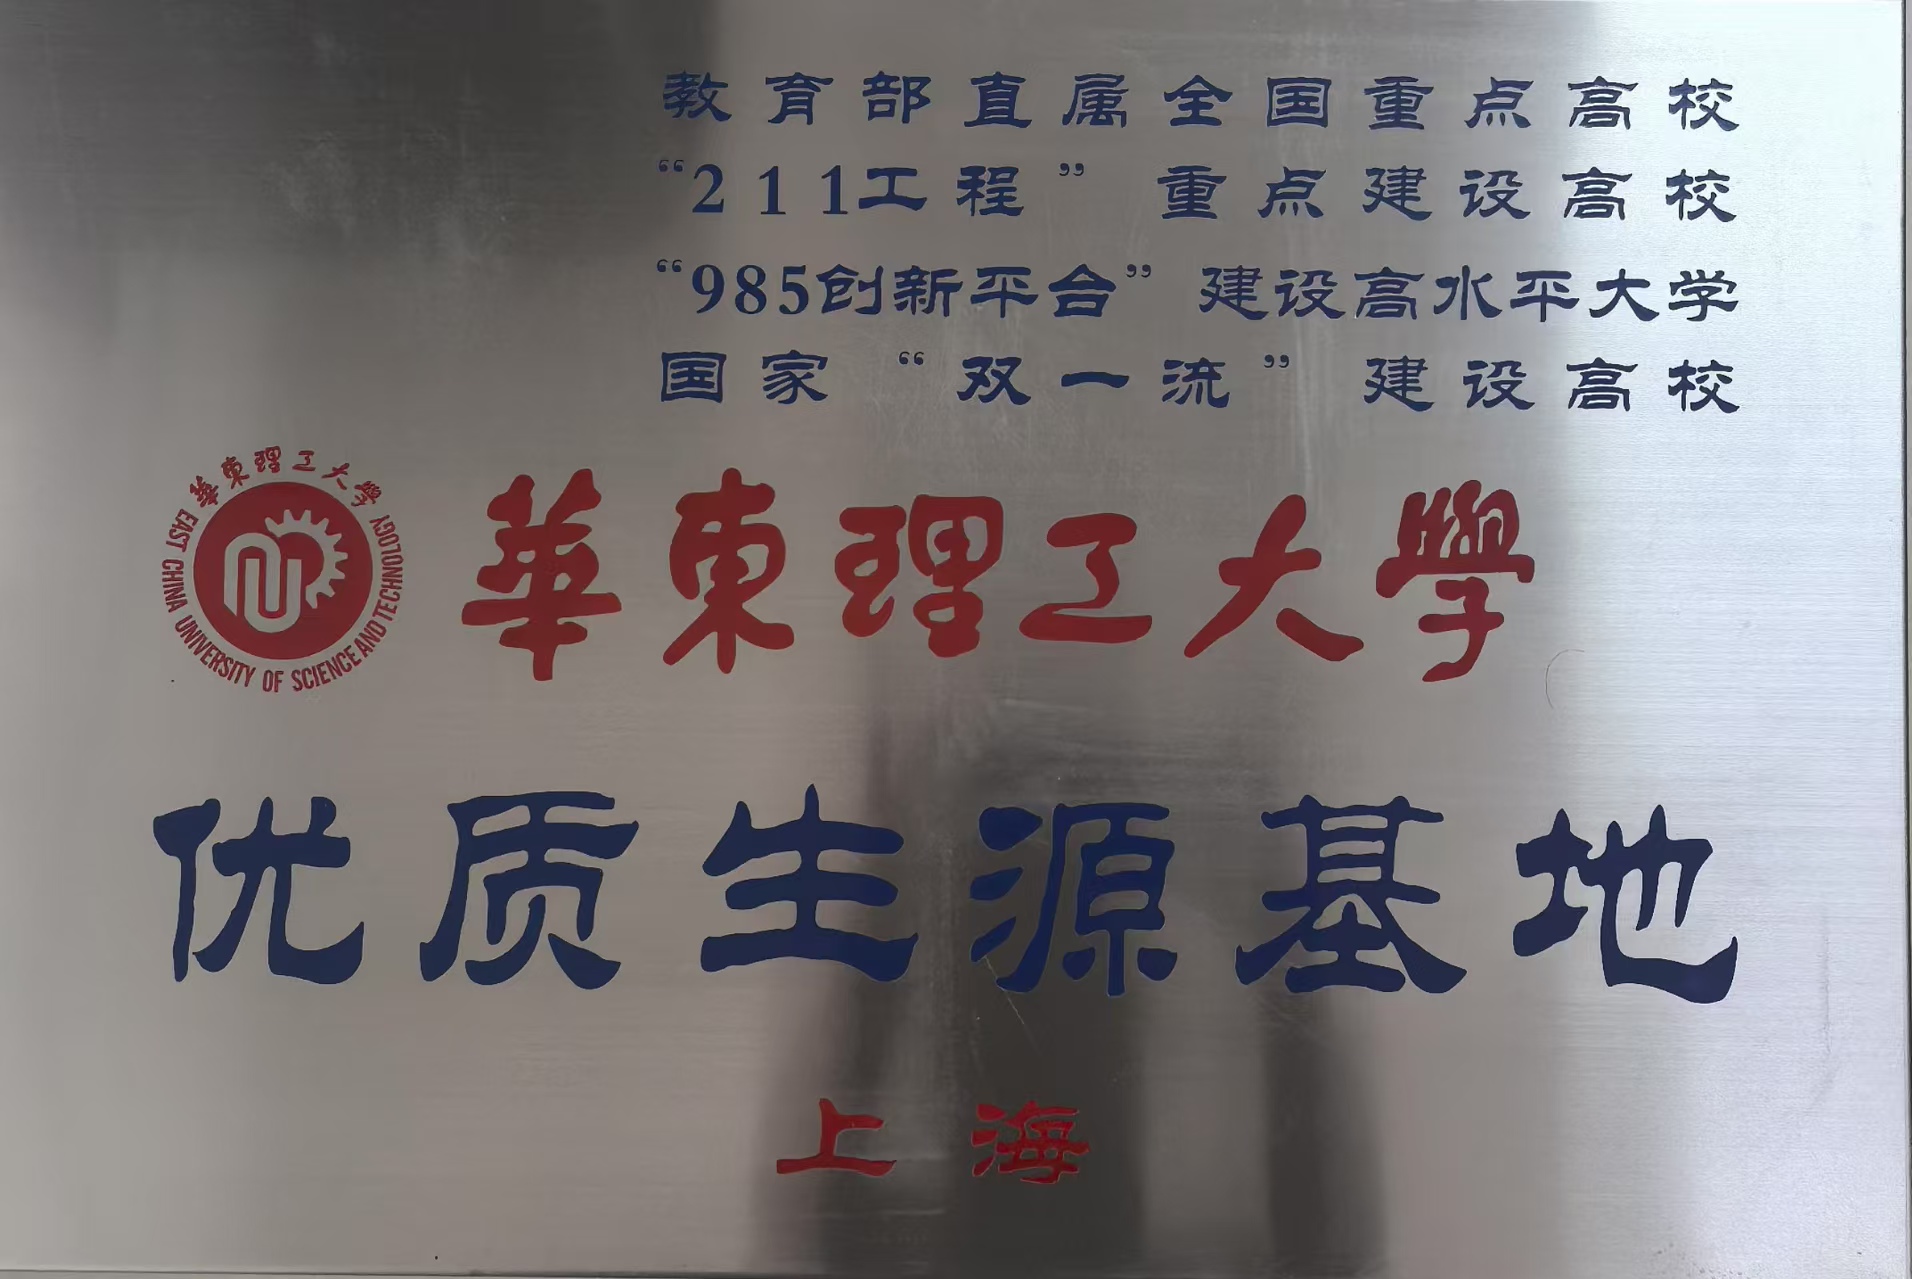 教育部直属全国重点高校
“211工程”重点建设高校
“985创新平台”建设高水平大学
国家“双一流”建设高校
華東理工大學
EAST CHINA UNIVERSITY OF SCIENCE AND TECHNOLOGY
華東理工大學
优质生源基地
上海